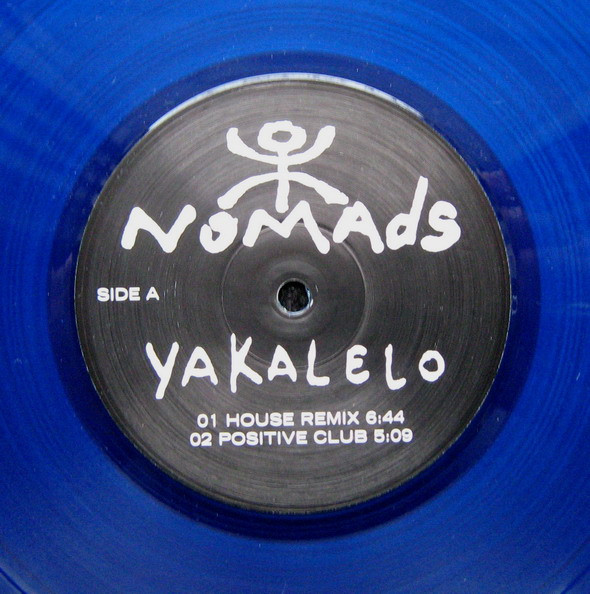 NoMAds
SIDE A
YAKALELO
01 HOUSE REMIX 6:44
02 POSITIVE CLUB 5:09